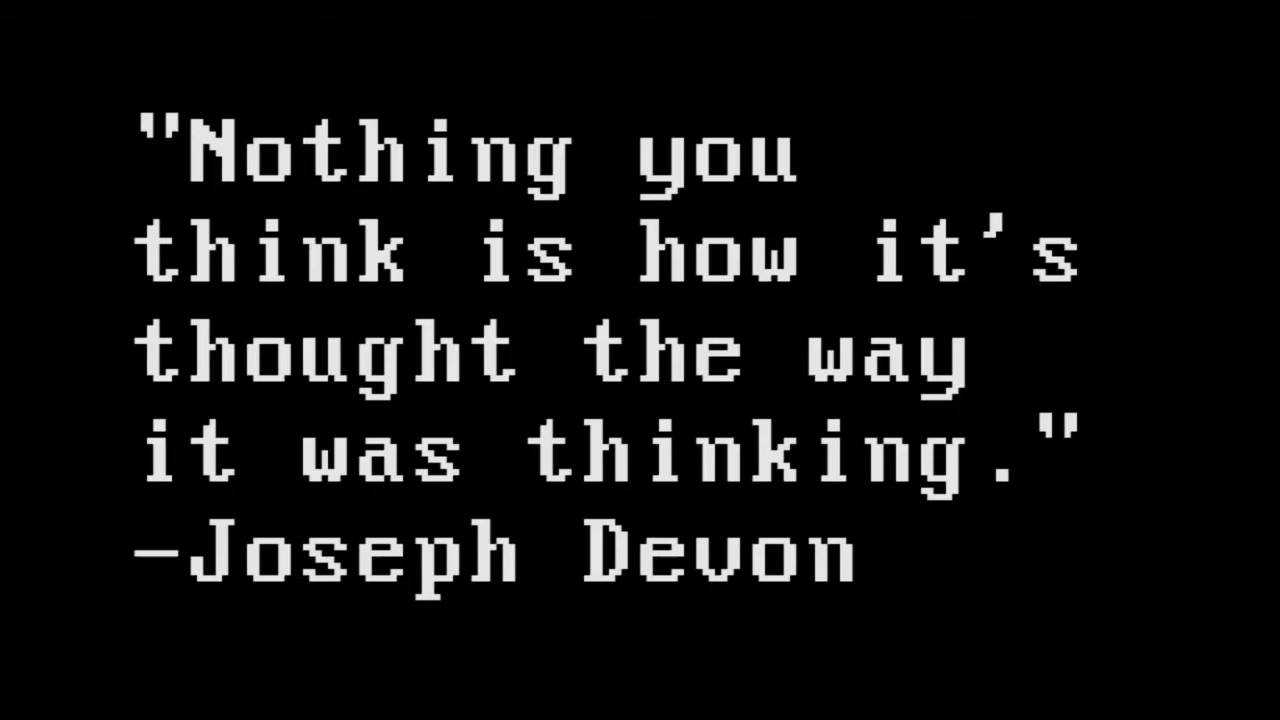 "Nothing you
think is how it's
thought the way
it was thinking."
-Joseph Devon